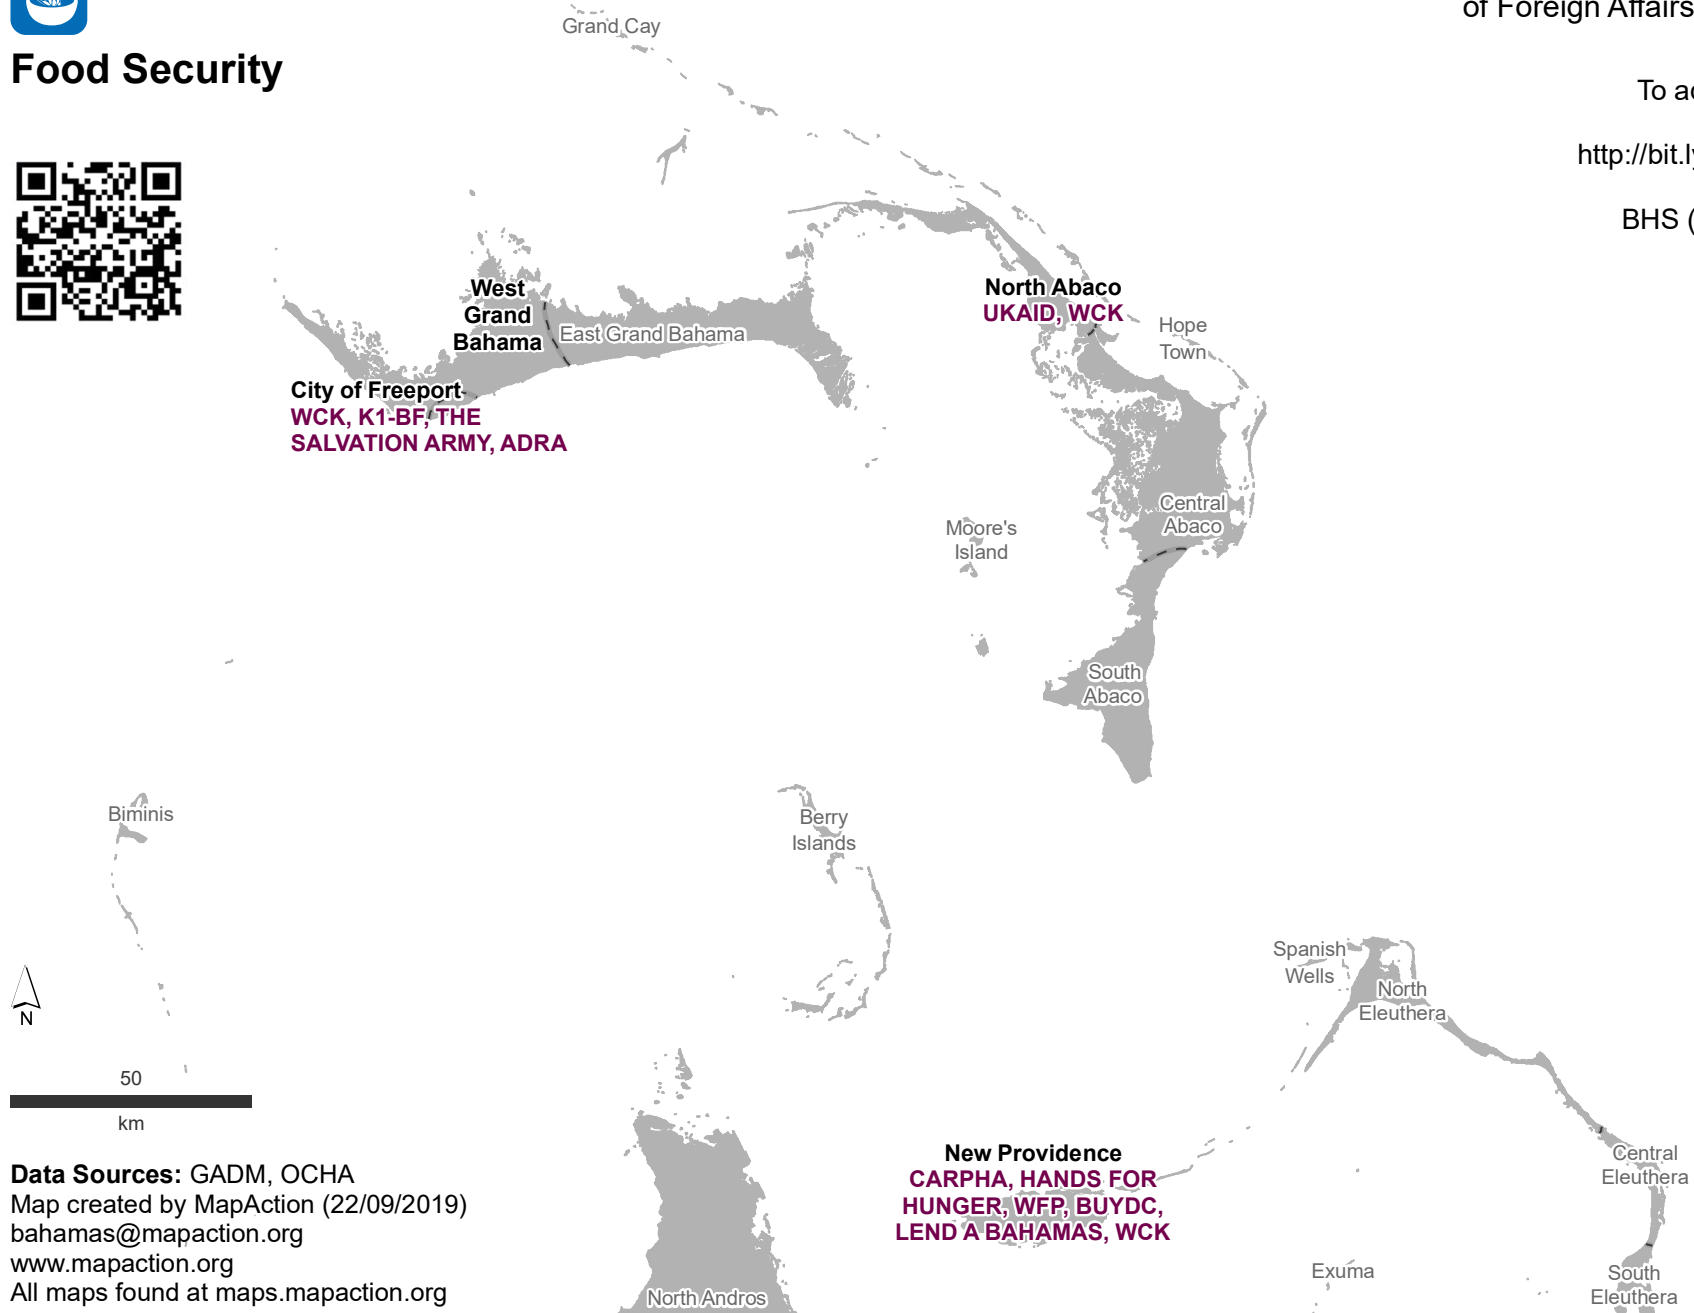 of Foreign Affairs
Grand Cay
Food Security
To
http://bit.ly
BHS (
West
Grand
Bahama
East Grand Bahama
North Abaco
UKAID, WCK
Hope
Town
City of Freeport
WCK, K1-BF, THE
SALVATION ARMY, ADRA
Central
Abaco
Moore's
Island
South
Abaco
Biminis
Berry
Islands
Spanish
Wells
North
Eleuthera
N
50
km
New Providence
CARPHA, HANDS FOR
HUNGER, WFP, BUYDC,
LEND A BAHAMAS, WCK
Central
Eleuthera
Exuma
South
Eleuthera
North Andros
Data Sources: GADM, OCHA
Map created by MapAction (22/09/2019)
bahamas@mapaction.org
www.mapaction.org
All maps found at maps.mapaction.org